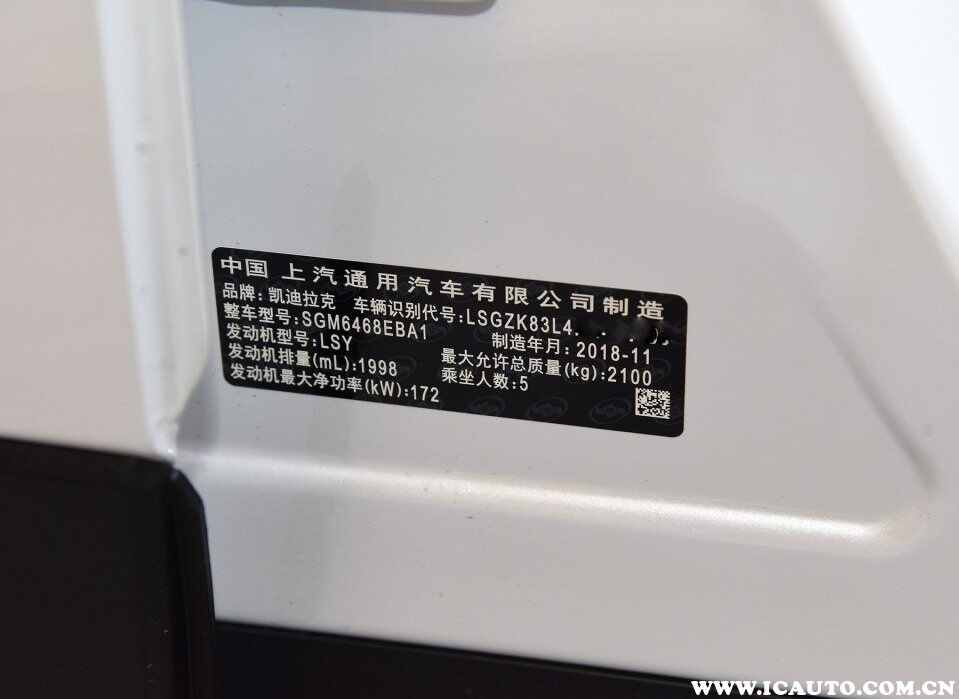 中国 上汽通用汽车有限公司制造
品牌: 凯迪拉克 车辆识别代号: LSGZK83L4
整车型号: SGM6468EBA1 制造年月: 2018-11
发动机型号: LSY 最大允许总质量(kg): 2100
发动机排量(mL): 1998 乘坐人数: 5
发动机最大净功率(kW): 172
WWW.ICAUTO.COM.CN